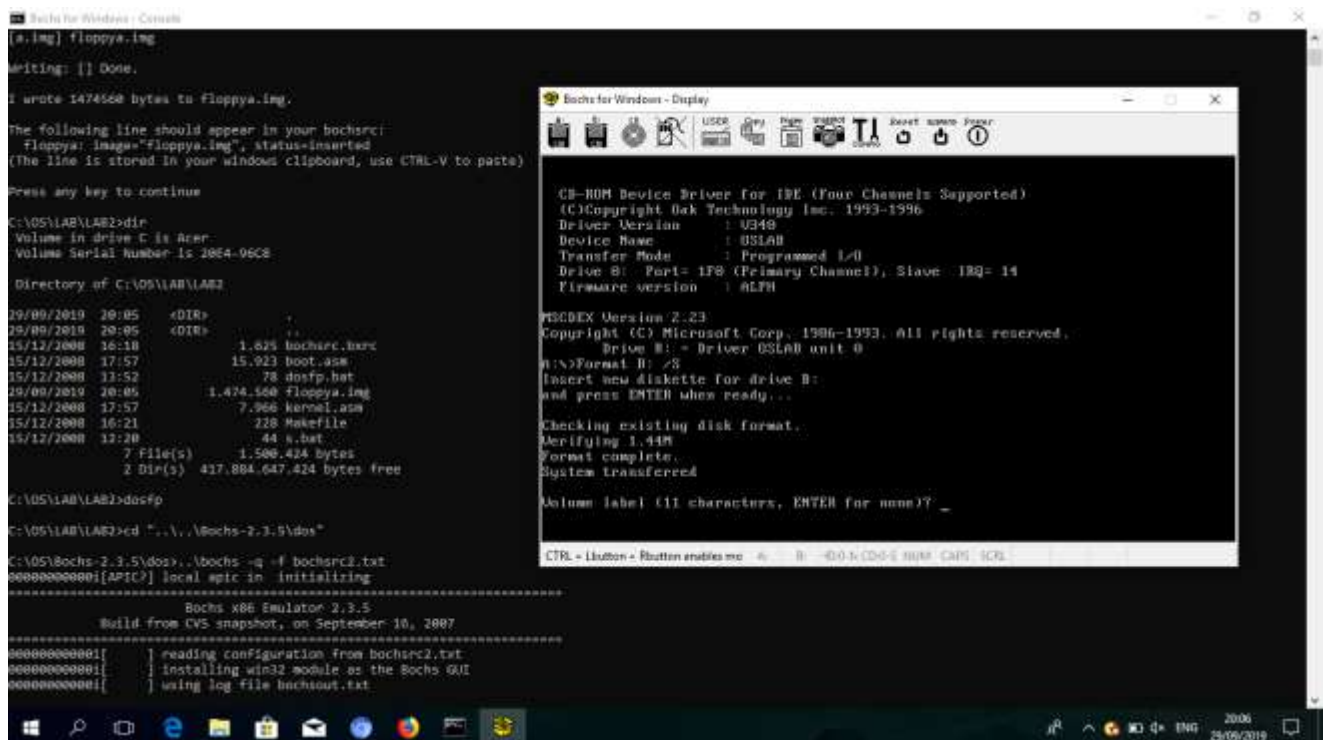 Bochs for Windows - Console
[a.img] floppya.img
Writing: [] Done.
I wrote 1474560 bytes to floppya.img.
The following line should appear in your bochsrc:
floppya: image="floppya.img", status=inserted
(The line is stored in your windows clipboard, use CTRL-V to paste)
Press any key to continue
C:\OS\LAB\LAB2>dir
Volume in drive C is Acer
Volume Serial Number is 2064-96C8
Directory of C:\OS\LAB\LAB2
29/09/2019 20:05 <DIR> .
29/09/2019 20:05 <DIR> ..
15/12/2008 16:18 1.625 bochsrc.bxrc
15/12/2008 17:57 15.923 boot.asm
15/12/2008 13:52 78 dosfp.bat
29/09/2019 20:05 1.474.560 floppya.img
15/12/2008 17:57 7.966 kernel.asm
15/12/2008 16:21 228 Makefile
15/12/2008 12:20 44 s.bat
7 File(s) 1.500.424 bytes
2 Dir(s) 417.884.647.424 bytes free
C:\OS\LAB\LAB2>dosfp
C:\OS\LAB\LAB2>cd "..\..\Bochs-2.3.5\dos"
C:\OS\Bochs-2.3.5\dos>..\bochs -q -f bochsrc2.txt
00000000000i[APIC?] local apic in initializing
Bochs x86 Emulator 2.3.5
Build from CVS snapshot, on September 16, 2007
00000000000i[ ] reading configuration from bochsrc2.txt
00000000000i[ ] installing win32 module as the Bochs GUI
00000000000i[ ] using log file bochsout.txt
Bochs for Windows - Display
USER Copy Paste Snapshot CONFIG Reset SUSPEND Power
CD-ROM Device Driver for IDE (Four Channels Supported)
(C)Copyright Oak Technology Inc. 1993-1996
Driver Version : V340
Device Name : OSLAB
Transfer Mode : Programmed I/O
Drive 0: Port= 1F0 (Primary Channel), Slave IRQ= 14
Firmware version : ALPH
MSCDEX Version 2.23
Copyright (C) Microsoft Corp. 1986-1993. All rights reserved.
Drive R: = Driver OSLAB unit 0
A:\>Format B: /S
Insert new diskette for drive B:
and press ENTER when ready...
Checking existing disk format.
Verifying 1.44M
Format complete.
System transferred
Volume label (11 characters, ENTER for none)? _
CTRL + Lbutton + Rbutton enables mo A: B: NUM CAPS SCRL
ENG
20:06
29/09/2019